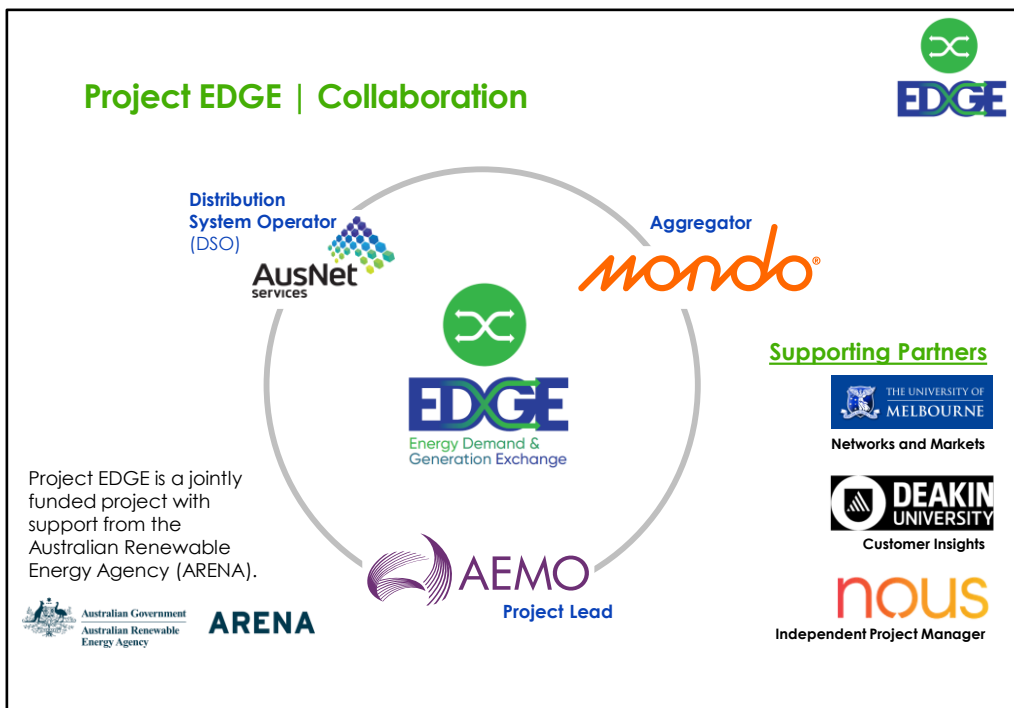 Project EDGE | Collaboration
EDGE
Distribution
System Operator
(DSO)
AusNet
services
Aggregator
mondo®
EDGE
Energy Demand &
Generation Exchange
Supporting Partners
THE UNIVERSITY OF
MELBOURNE
Networks and Markets
DEAKIN
UNIVERSITY
Customer Insights
nous
Independent Project Manager
Project EDGE is a jointly
funded project with
support from the
Australian Renewable
Energy Agency (ARENA).
Australian Government
Australian Renewable
Energy Agency
ARENA
AEMO
Project Lead